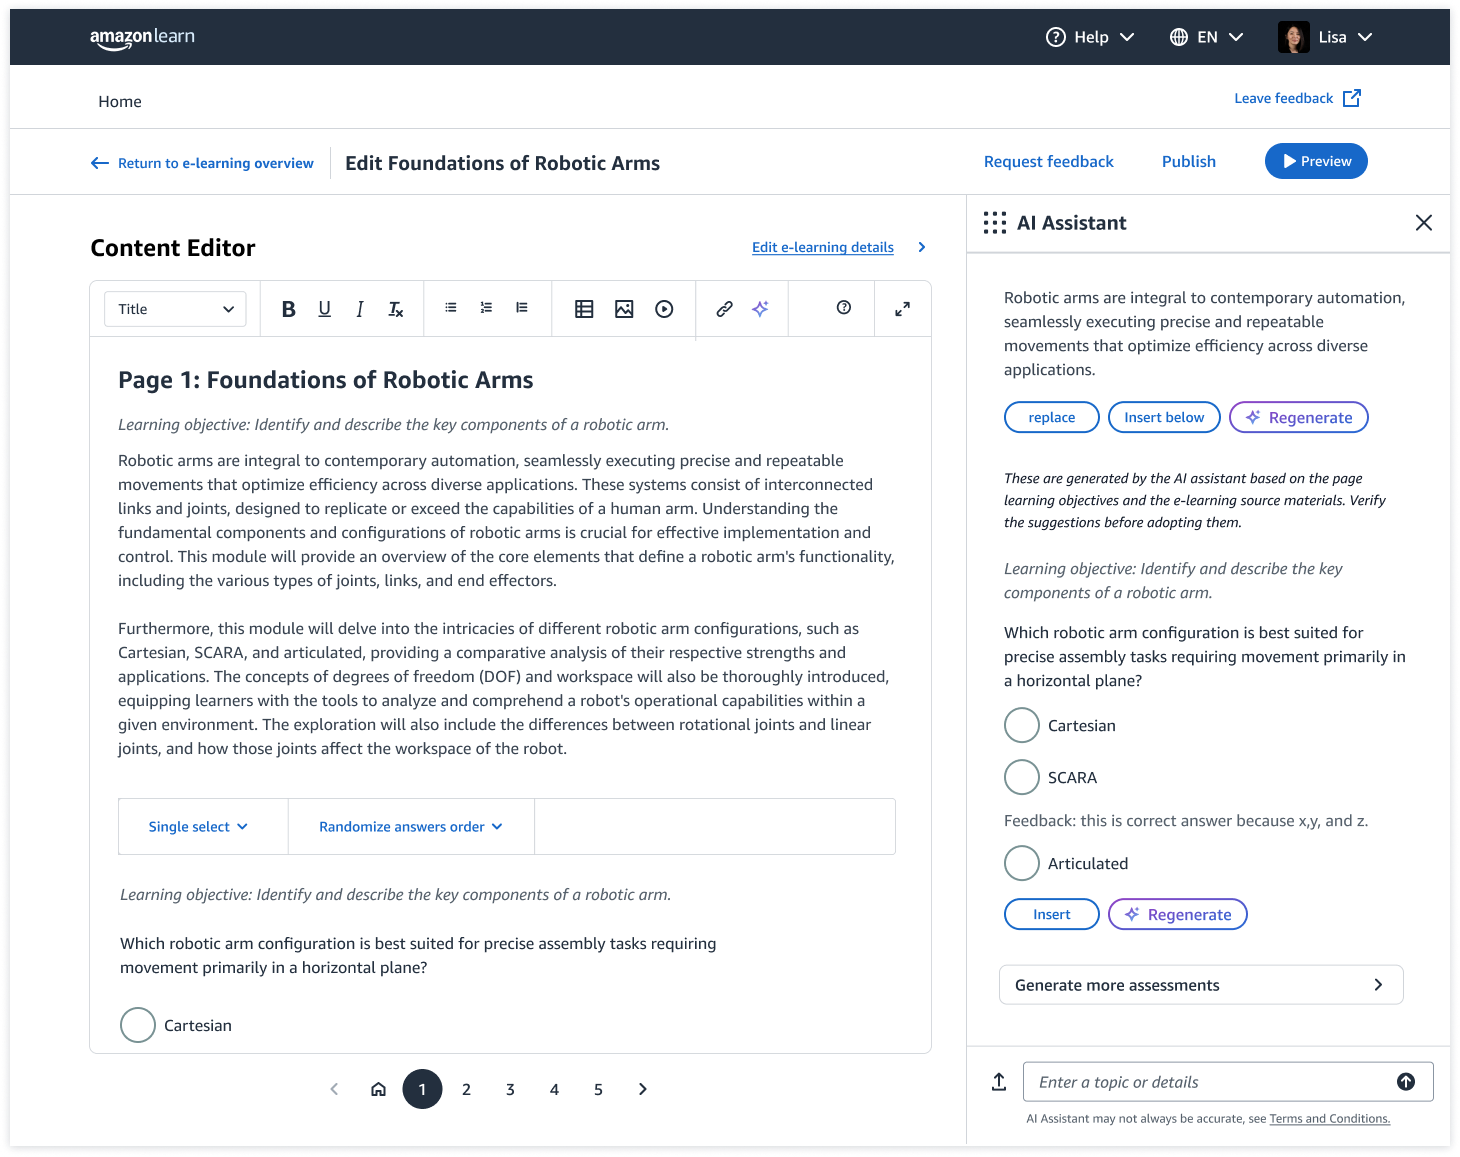 amazon learn
Help
EN
Lisa
Home
Leave feedback
Return to e-learning overview
Edit Foundations of Robotic Arms
Request feedback
Publish
Preview
Content Editor
Edit e-learning details
Title
B U I Tx
Page 1: Foundations of Robotic Arms
Learning objective: Identify and describe the key components of a robotic arm.
Robotic arms are integral to contemporary automation, seamlessly executing precise and repeatable
movements that optimize efficiency across diverse applications. These systems consist of interconnected
links and joints, designed to replicate or exceed the capabilities of a human arm. Understanding the
fundamental components and configurations of robotic arms is crucial for effective implementation and
control. This module will provide an overview of the core elements that define a robotic arm's functionality,
including the various types of joints, links, and end effectors.
Furthermore, this module will delve into the intricacies of different robotic arm configurations, such as
Cartesian, SCARA, and articulated, providing a comparative analysis of their respective strengths and
applications. The concepts of degrees of freedom (DOF) and workspace will also be thoroughly introduced,
equipping learners with the tools to analyze and comprehend a robot's operational capabilities within a
given environment. The exploration will also include the differences between rotational joints and linear
joints, and how those joints affect the workspace of the robot.
Single select
Randomize answers order
Learning objective: Identify and describe the key components of a robotic arm.
Which robotic arm configuration is best suited for precise assembly tasks requiring
movement primarily in a horizontal plane?
Cartesian
1 2 3 4 5
AI Assistant
Robotic arms are integral to contemporary automation,
seamlessly executing precise and repeatable
movements that optimize efficiency across diverse
applications.
replace
Insert below
Regenerate
These are generated by the AI assistant based on the page
learning objectives and the e-learning source materials. Verify
the suggestions before adopting them.
Learning objective: Identify and describe the key
components of a robotic arm.
Which robotic arm configuration is best suited for
precise assembly tasks requiring movement primarily in
a horizontal plane?
Cartesian
SCARA
Feedback: this is correct answer because x,y, and z.
Articulated
Insert
Regenerate
Generate more assessments
Enter a topic or details
AI Assistant may not always be accurate, see Terms and Conditions.